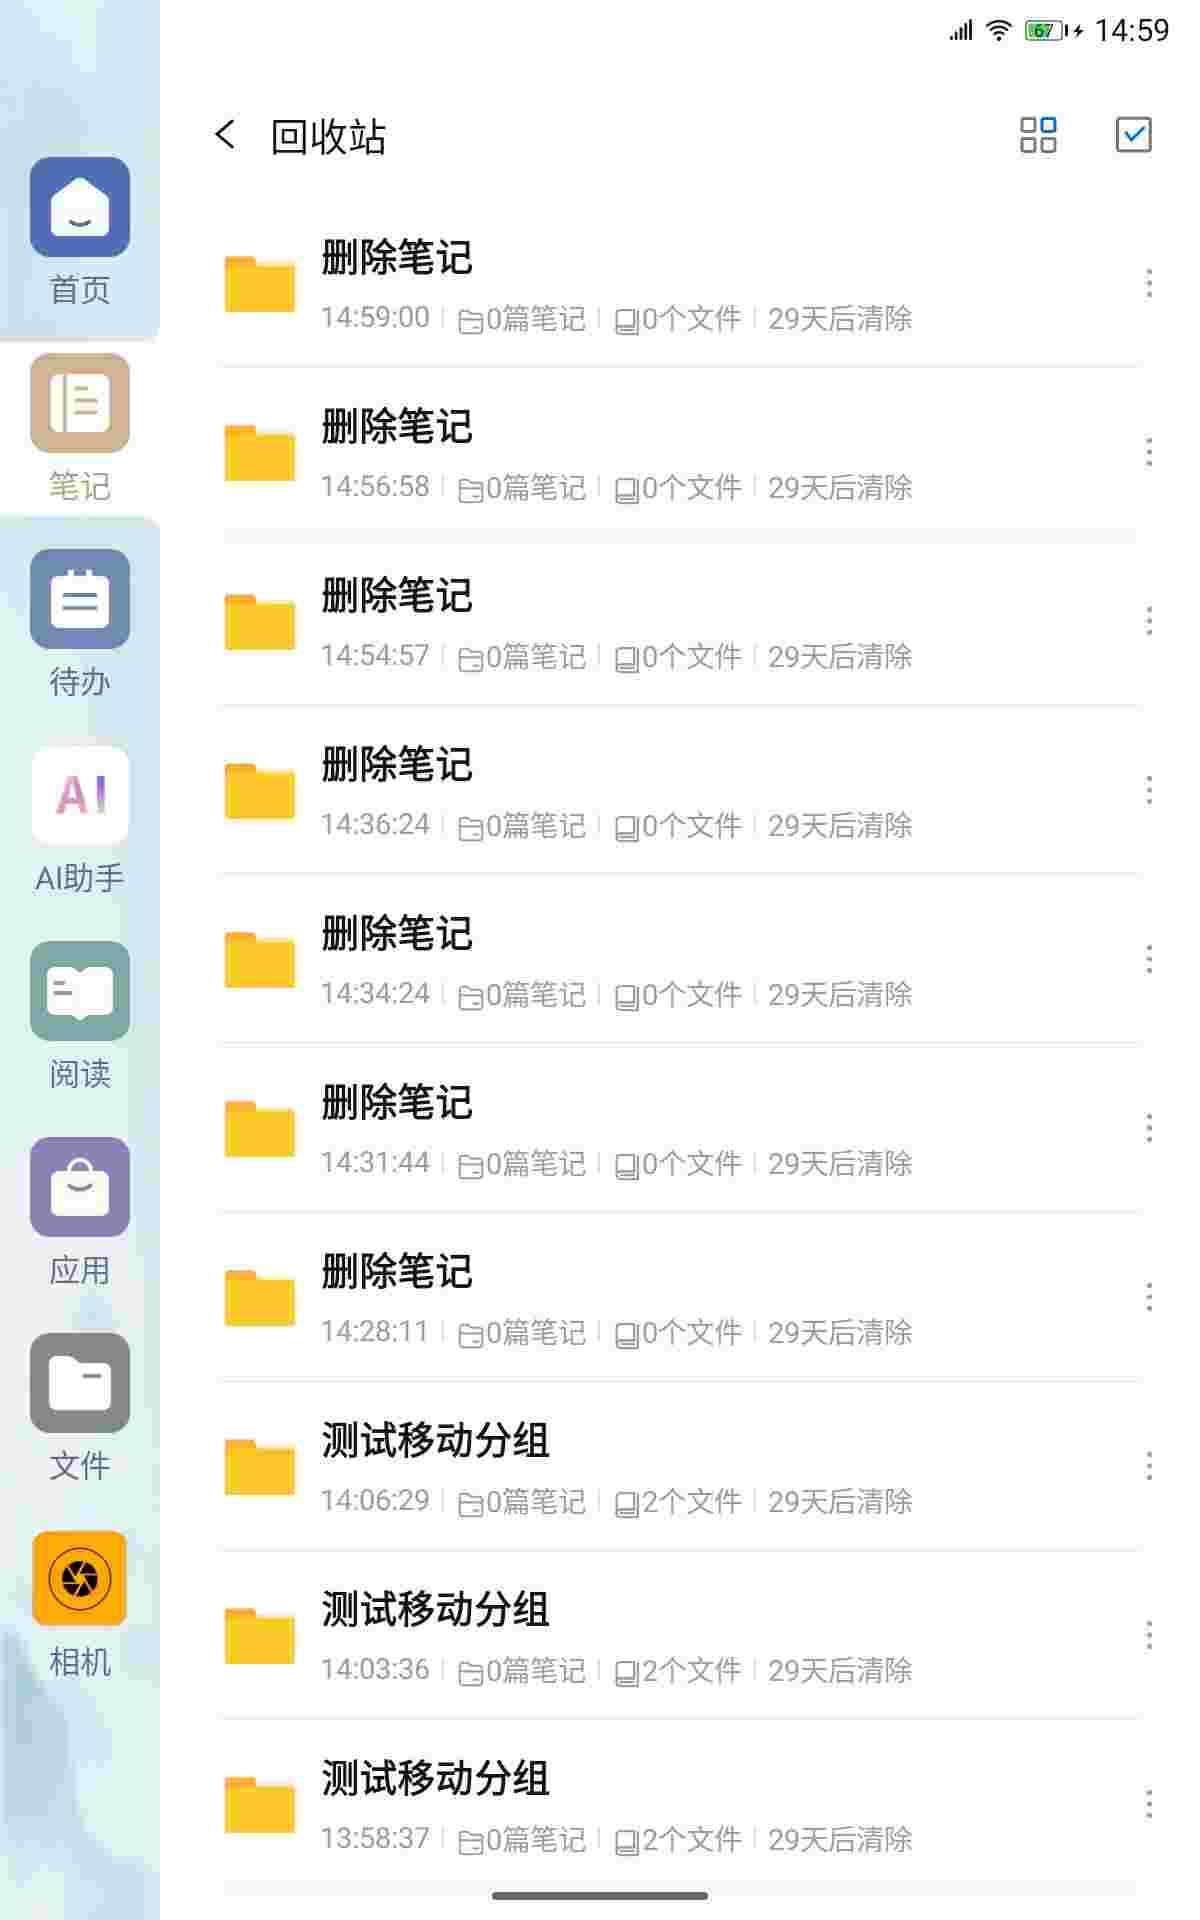 67 14:59
回收站
首页
笔记
待办
AI
AI助手
阅读
应用
文件
相机
删除笔记
14:59:00 0篇笔记 0个文件 29天后清除
删除笔记
14:56:58 0篇笔记 0个文件 29天后清除
删除笔记
14:54:57 0篇笔记 0个文件 29天后清除
删除笔记
14:36:24 0篇笔记 0个文件 29天后清除
删除笔记
14:34:24 0篇笔记 0个文件 29天后清除
删除笔记
14:31:44 0篇笔记 0个文件 29天后清除
删除笔记
14:28:11 0篇笔记 0个文件 29天后清除
测试移动分组
14:06:29 0篇笔记 2个文件 29天后清除
测试移动分组
14:03:36 0篇笔记 2个文件 29天后清除
测试移动分组
13:58:37 0篇笔记 2个文件 29天后清除